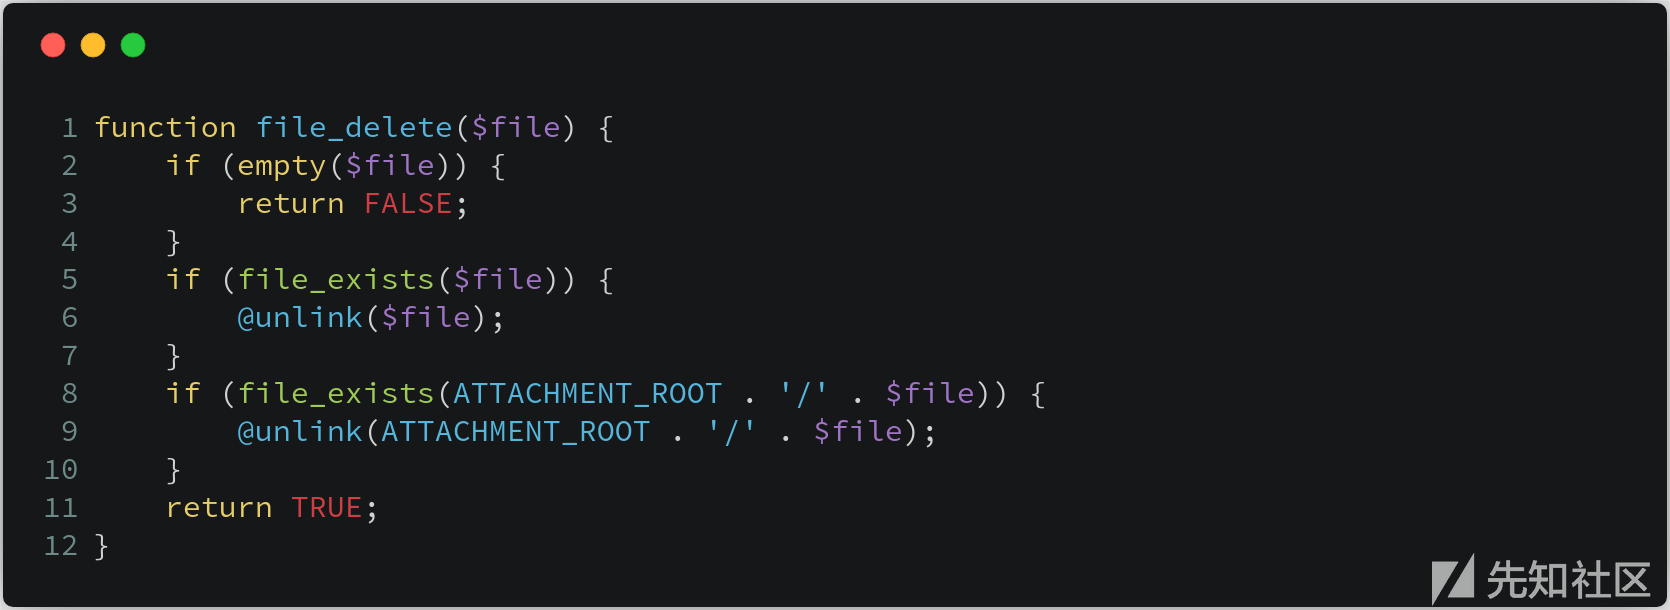 1 function file_delete($file) {
2     if (empty($file)) {
3         return FALSE;
4     }
5     if (file_exists($file)) {
6         @unlink($file);
7     }
8     if (file_exists(ATTACHMENT_ROOT . '/' . $file)) {
9         @unlink(ATTACHMENT_ROOT . '/' . $file);
10     }
11     return TRUE;
12 }
先知社区